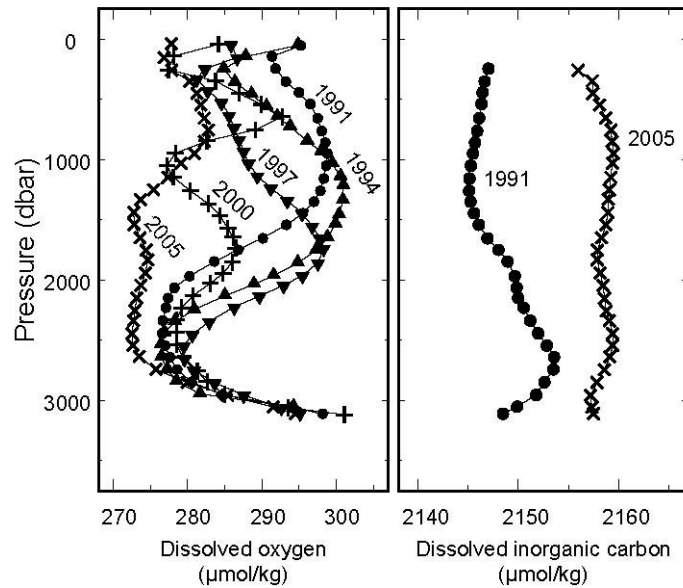 0
1000
2000
3000
Pressure (dbar)
1991
1994
1997
2000
2005
270 280 290 300
Dissolved oxygen
(µmol/kg)
1991
2005
2140 2150 2160
Dissolved inorganic carbon
(µmol/kg)